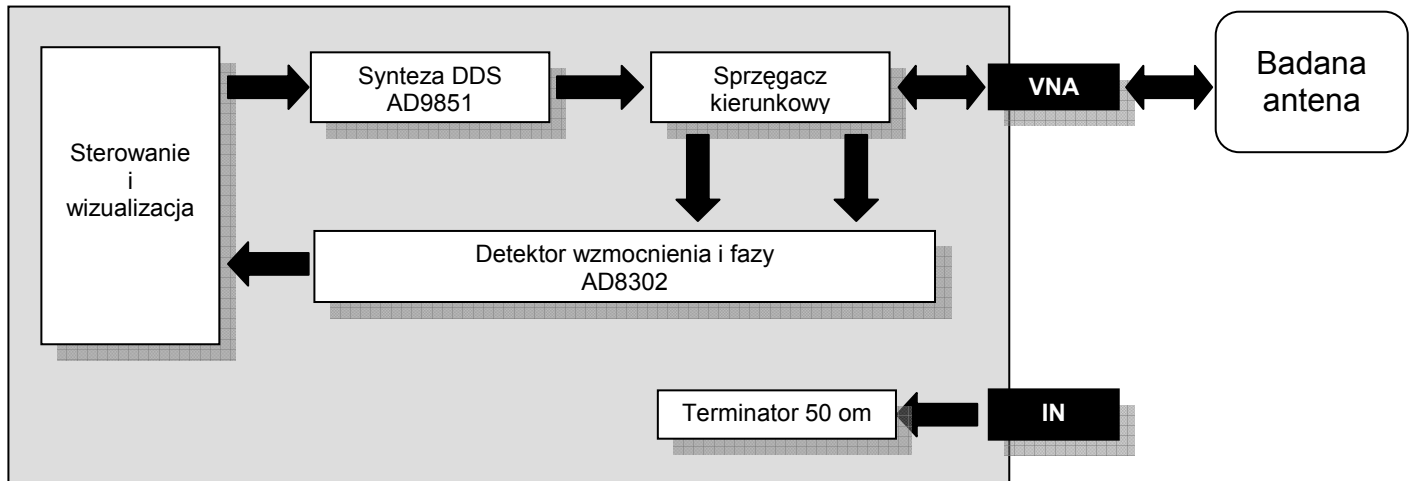 Synteza DDS
AD9851
Sprzęgacz
kierunkowy
VNA
Badana
antena
Sterowanie
i
wizualizacja
Detektor wzmocnienia i fazy
AD8302
Terminator 50 om
IN